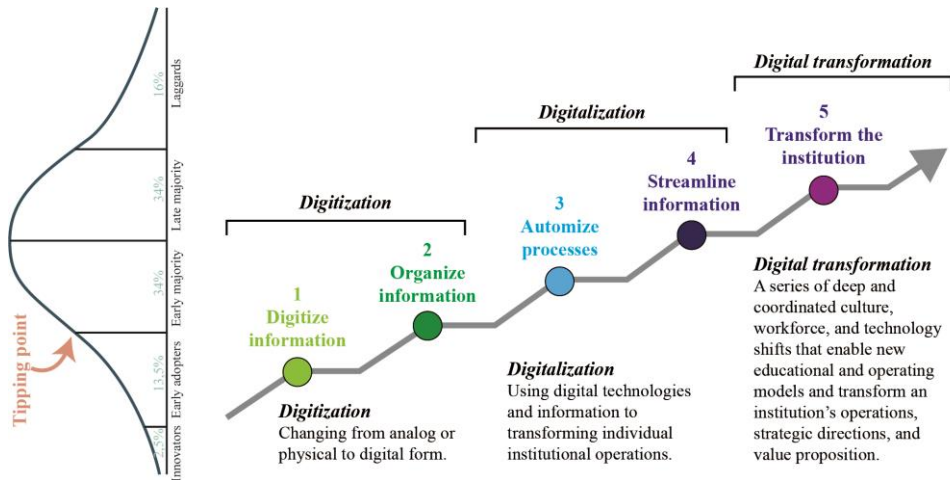 16%
Laggards
34%
Late majority
34%
Early majority
13,5%
Early adopters
2,5%
Innovators
Tipping point
Digitization
Digitalization
Digital transformation
1
Digitize
information
2
Organize
information
3
Automize
processes
4
Streamline
information
5
Transform the
institution
Digitization
Changing from analog or
physical to digital form.
Digitalization
Using digital technologies
and information to
transforming individual
institutional operations.
Digital transformation
A series of deep and
coordinated culture,
workforce, and technology
shifts that enable new
educational and operating
models and transform an
institution's operations,
strategic directions, and
value proposition.